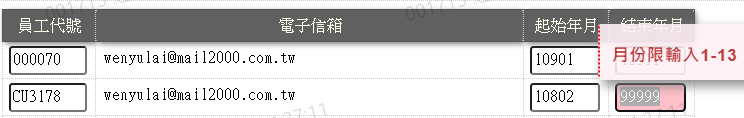 員工代號 電子信箱 起始年月 結束年月
月份限輸入1-13
000070 wenyulai@mail2000.com.tw 10901
CU3178 wenyulai@mail2000.com.tw 10802 99999